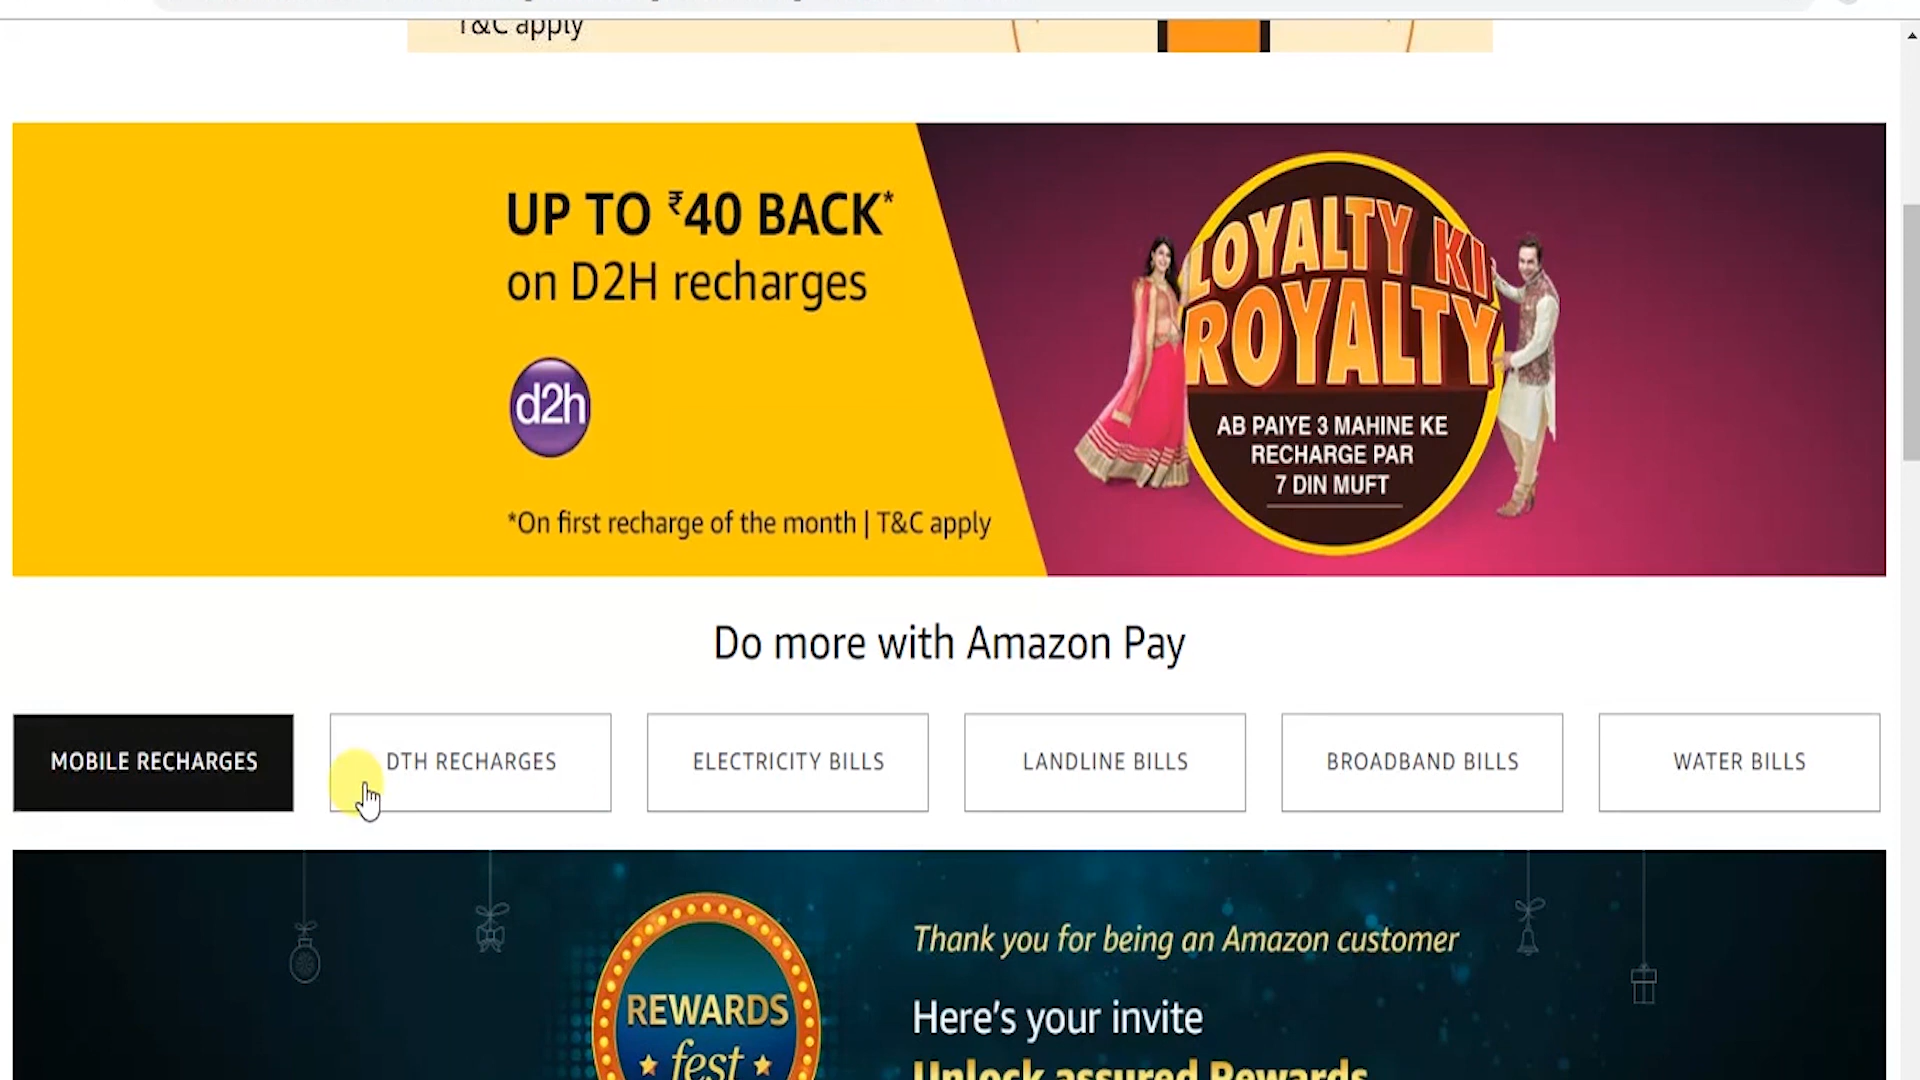 T&C apply
UP TO ₹40 BACK*
on D2H recharges
d2h
*On first recharge of the month | T&C apply
LOYALTY KI
ROYALTY
AB PAIYE 3 MAHINE KE
RECHARGE PAR
7 DIN MUFT
Do more with Amazon Pay
MOBILE RECHARGES
DTH RECHARGES
ELECTRICITY BILLS
LANDLINE BILLS
BROADBAND BILLS
WATER BILLS
REWARDS
fest
Thank you for being an Amazon customer
Here's your invite
Unlock assured Rewards